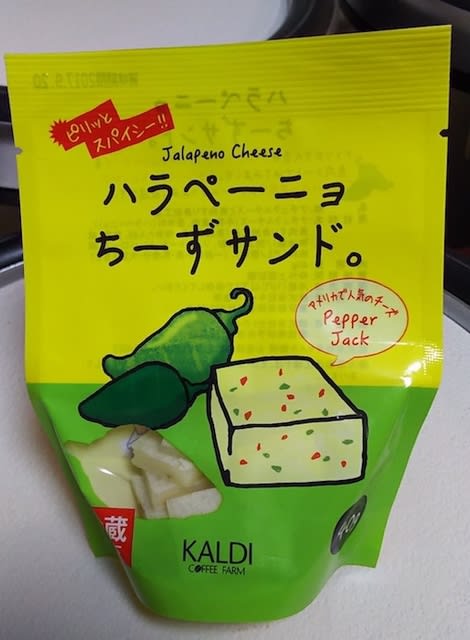 ピリッと
スパイシー!!
Jalapeno Cheese
ハラペーニョ
ちーずサンド。
アメリカで人気のチーズ
Pepper
Jack
蔵
40g
KALDI
COFFEE FARM